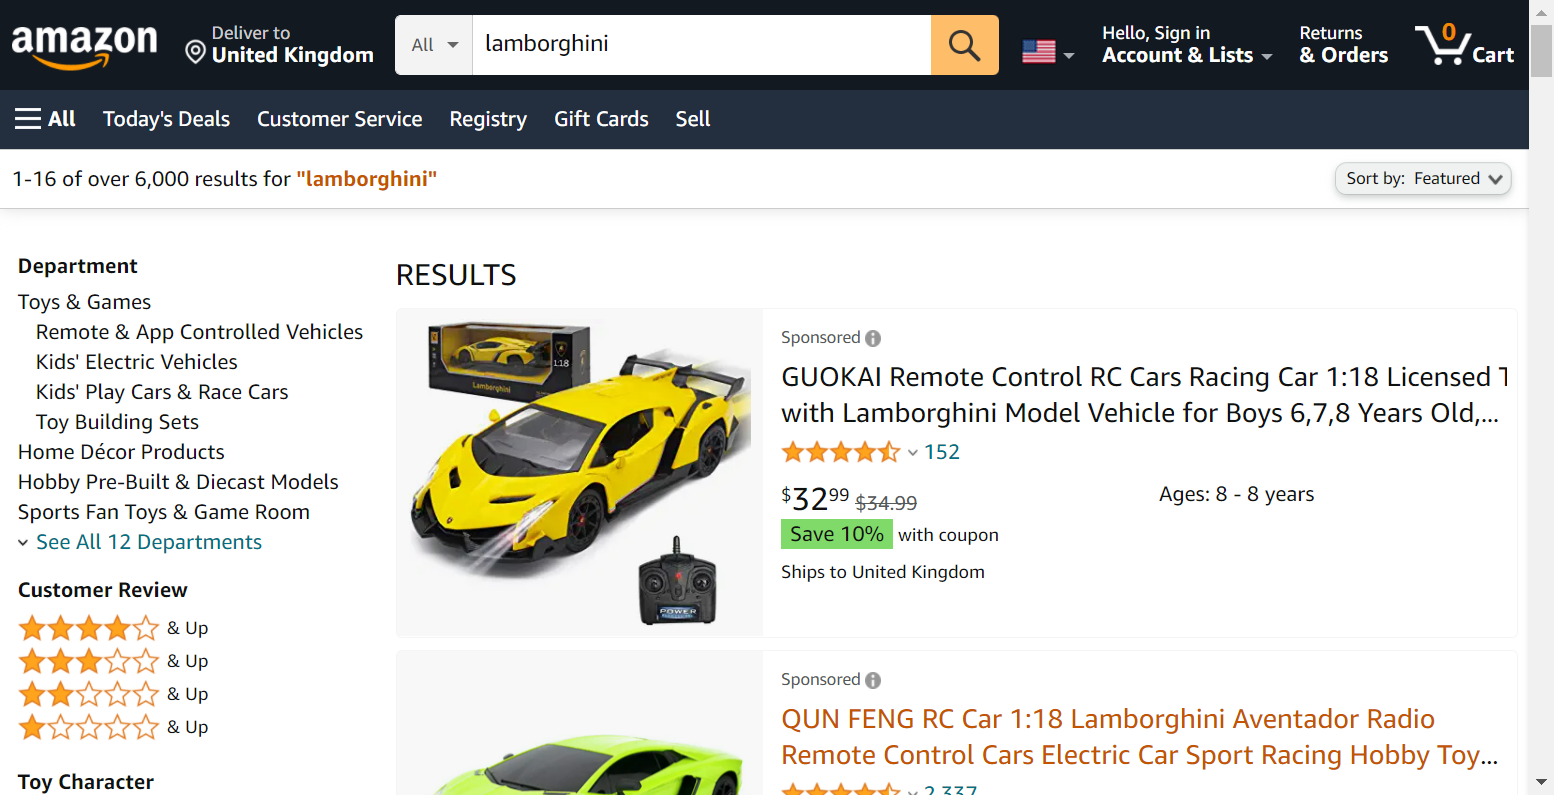 amazon
Deliver to
United Kingdom
All
lamborghini
Hello, Sign in
Account & Lists
Returns
& Orders
0
Cart
All
Today's Deals
Customer Service
Registry
Gift Cards
Sell
1-16 of over 6,000 results for "lamborghini"
Sort by: Featured
Department
Toys & Games
Remote & App Controlled Vehicles
Kids' Electric Vehicles
Kids' Play Cars & Race Cars
Toy Building Sets
Home Décor Products
Hobby Pre-Built & Diecast Models
Sports Fan Toys & Game Room
See All 12 Departments
Customer Review
& Up
& Up
& Up
& Up
Toy Character
RESULTS
1:18
Lamborghini
POWER
Sponsored
GUOKAI Remote Control RC Cars Racing Car 1:18 Licensed T
with Lamborghini Model Vehicle for Boys 6,7,8 Years Old,...
152
$32.99 $34.99
Ages: 8 - 8 years
Save 10% with coupon
Ships to United Kingdom
Sponsored
QUN FENG RC Car 1:18 Lamborghini Aventador Radio
Remote Control Cars Electric Car Sport Racing Hobby Toy...
2,337